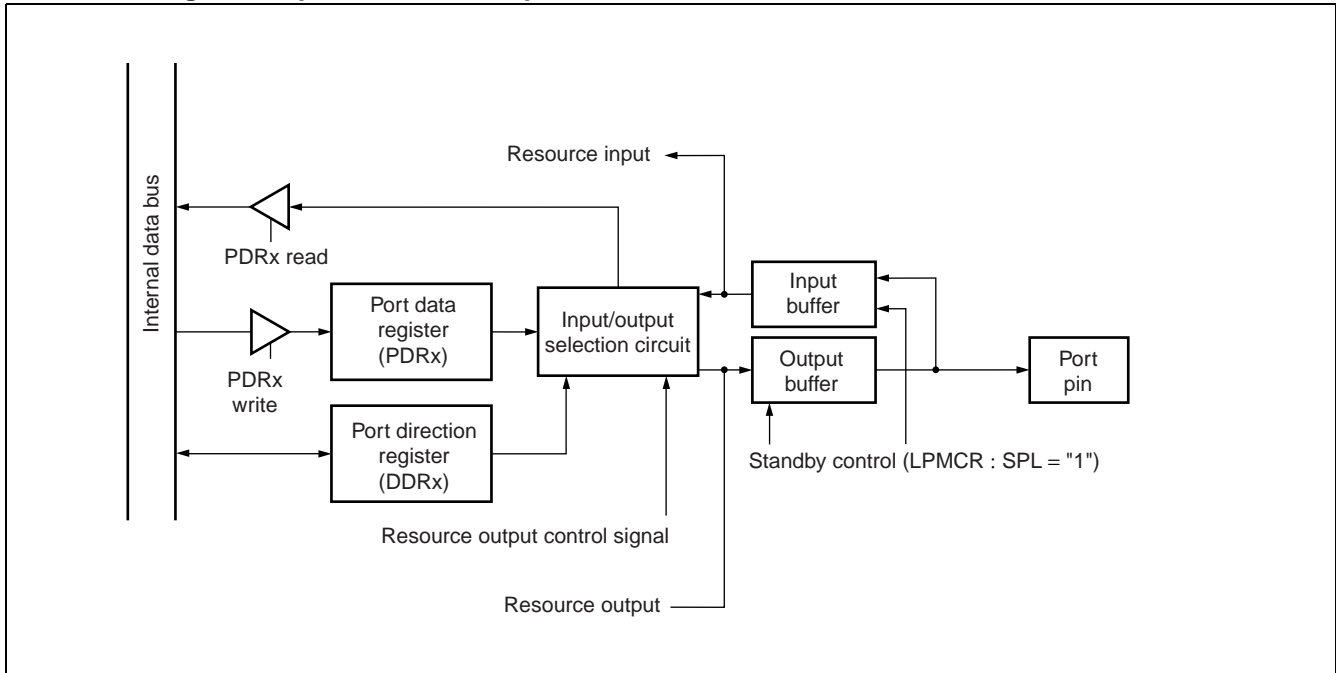 Resource input
Internal data bus
PDRx read
Port data
register
(PDRx)
Input/output
selection circuit
Input
buffer
PDRx
write
Output
buffer
Port
pin
Port direction
register
(DDRx)
Standby control (LPMCR : SPL = "1")
Resource output control signal
Resource output